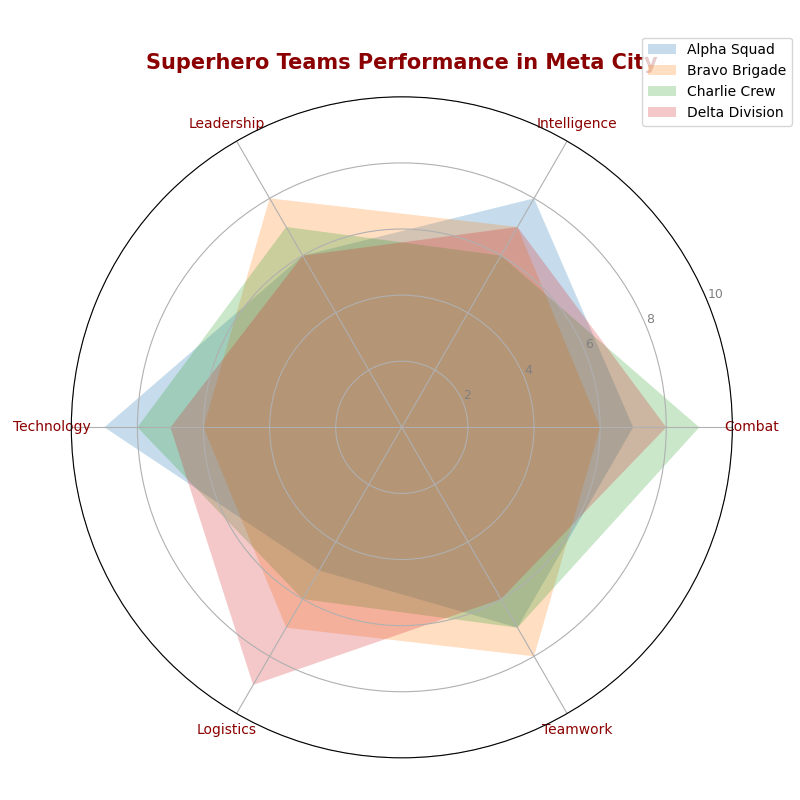 Superhero Teams Performance in Meta City
Alpha Squad
Bravo Brigade
Charlie Crew
Delta Division
Leadership
Intelligence
Technology
Combat
Logistics
Teamwork
2
4
6
8
10